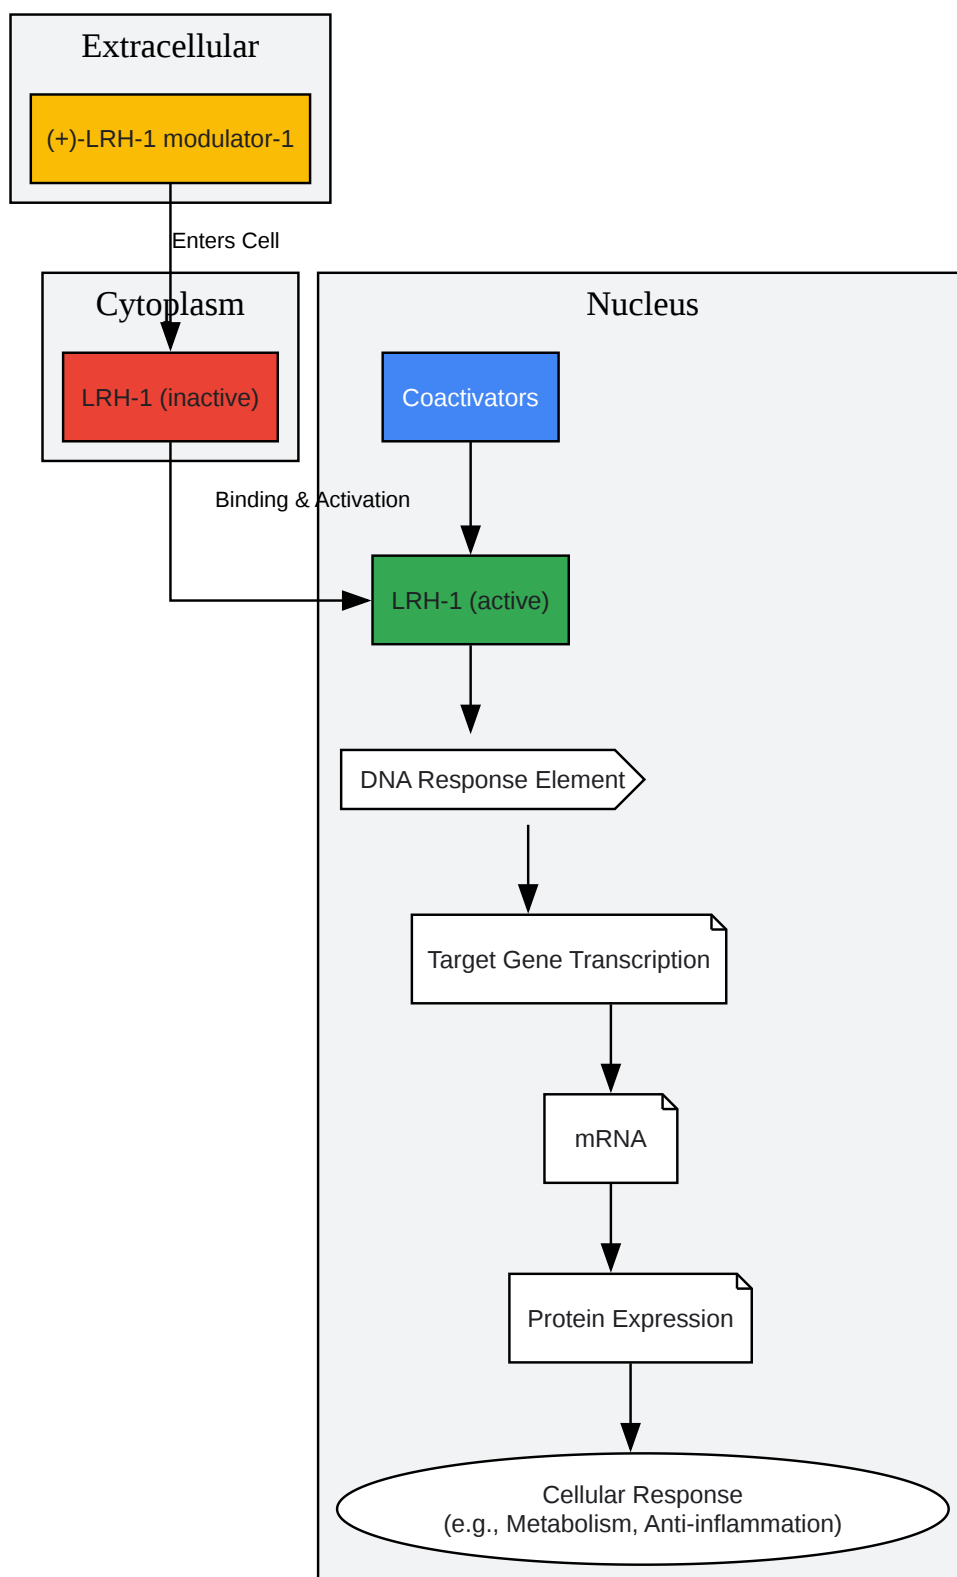 Extracellular
(+)-LRH-1 modulator-1
Enters Cell
Cytoplasm
Nucleus
LRH-1 (inactive)
Coactivators
Binding & Activation
LRH-1 (active)
DNA Response Element
Target Gene Transcription
mRNA
Protein Expression
Cellular Response
(e.g., Metabolism, Anti-inflammation)